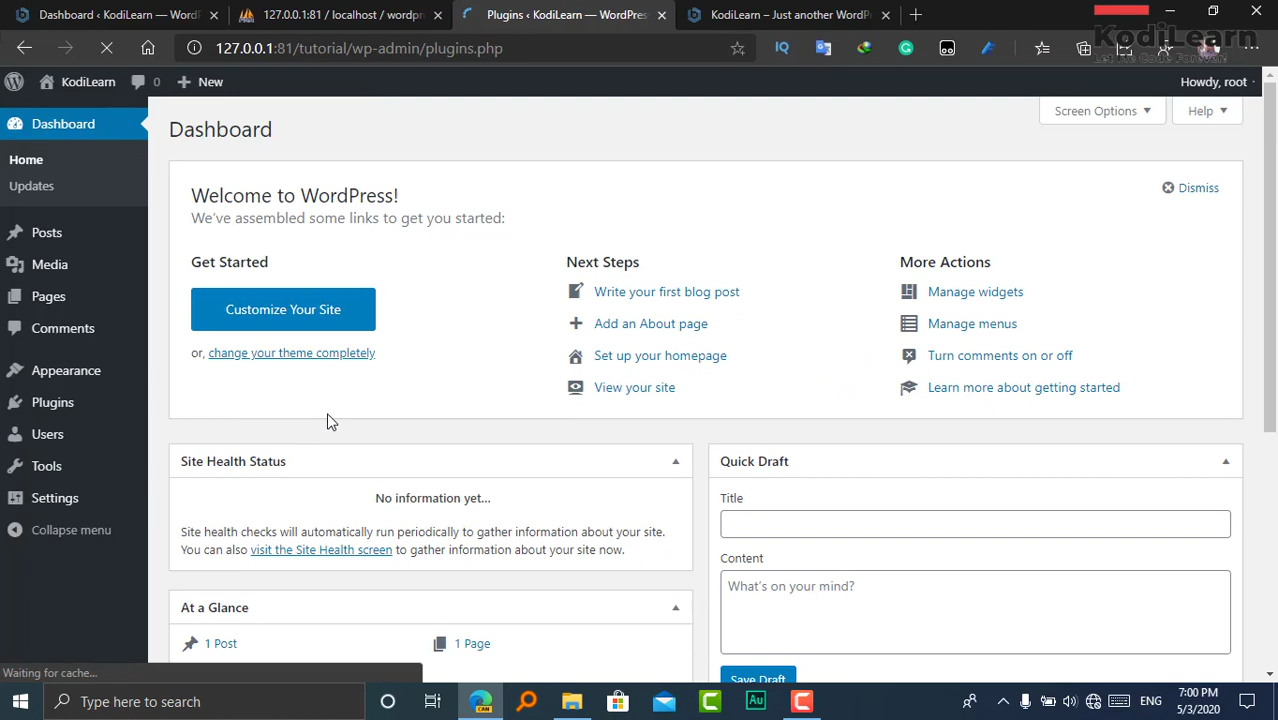 Dashboard ‹ KodiLearn — WordP
127.0.0.1:81 / localhost / wordpr
Plugins ‹ KodiLearn — WordPress
KodiLearn – Just another WordPr
127.0.0.1:81/tutorial/wp-admin/plugins.php
KodiLearn
Let The Code Forever!
KodiLearn
0
New
Howdy, root
Dashboard
Home
Updates
Posts
Media
Pages
Comments
Appearance
Plugins
Users
Tools
Settings
Collapse menu
Dashboard
Screen Options
Help
Welcome to WordPress!
Dismiss
We've assembled some links to get you started:
Get Started
Customize Your Site
or, change your theme completely
Next Steps
Write your first blog post
Add an About page
Set up your homepage
View your site
More Actions
Manage widgets
Manage menus
Turn comments on or off
Learn more about getting started
Site Health Status
No information yet...
Site health checks will automatically run periodically to gather information about your site.
You can also visit the Site Health screen to gather information about your site now.
At a Glance
1 Post
1 Page
Quick Draft
Title
Content
What's on your mind?
Save Draft
Waiting for cache...
Type here to search
CAN
Au
ENG
7:00 PM
5/3/2020